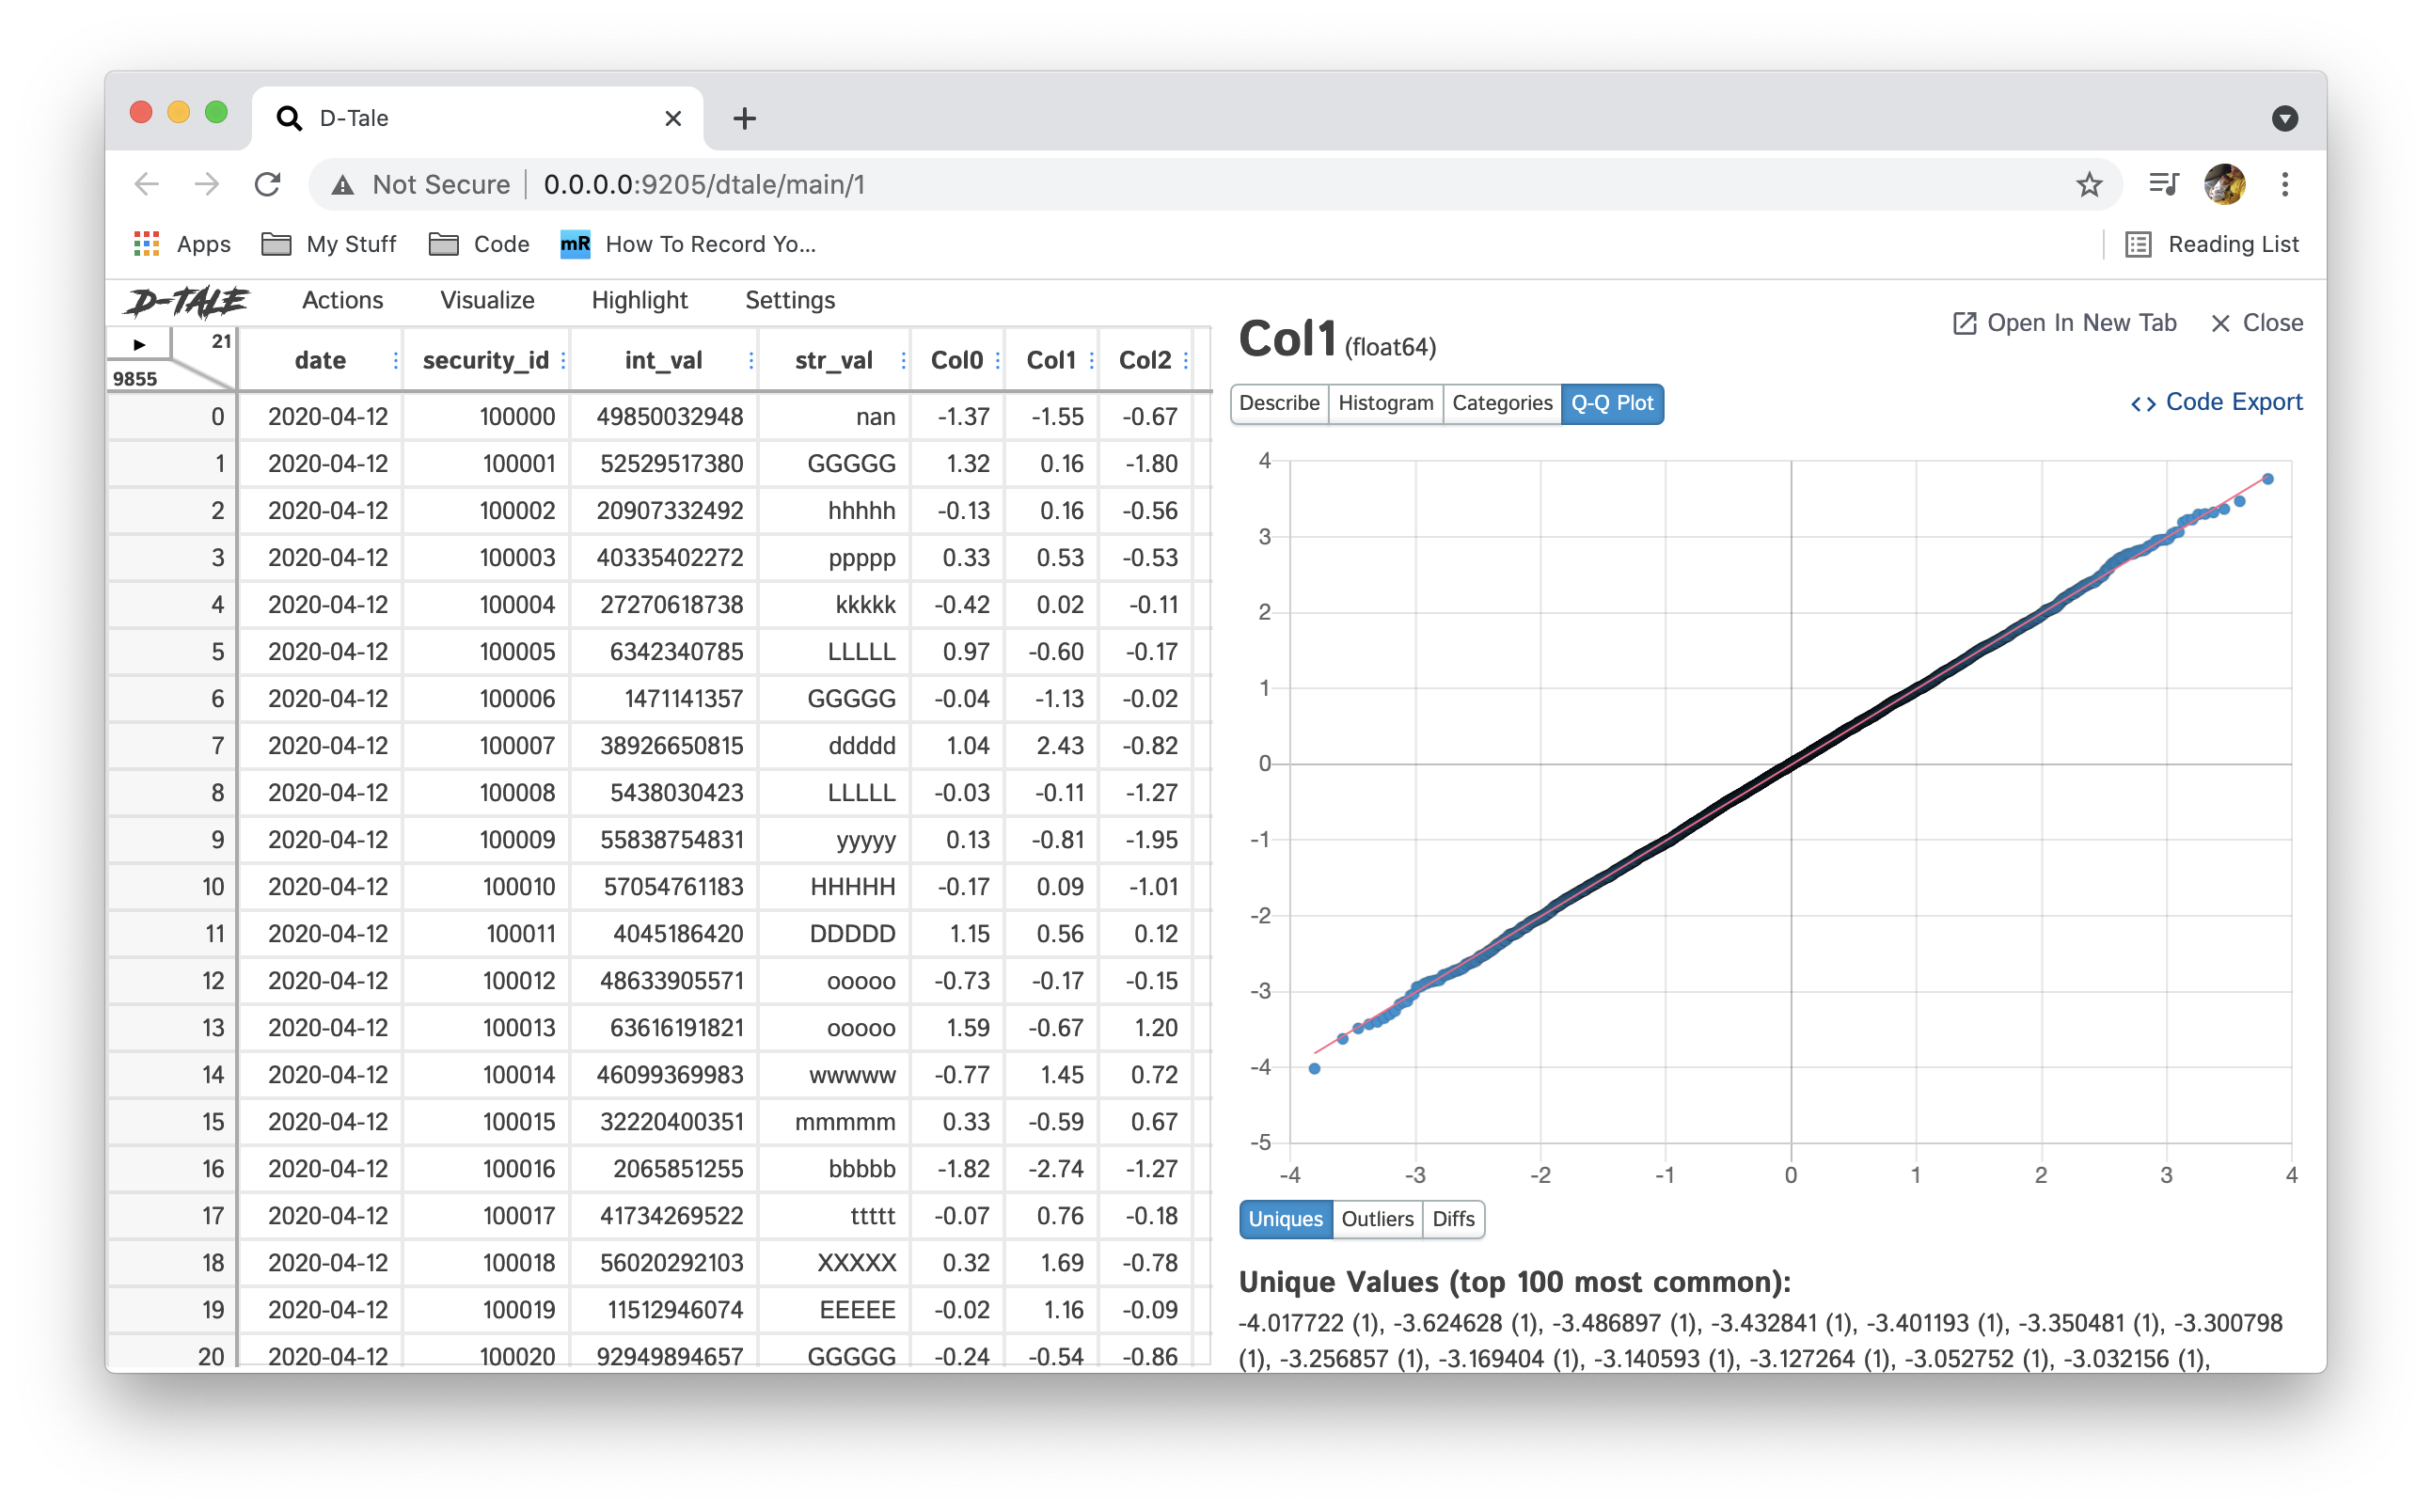 D-Tale
Not Secure 0.0.0.0:9205/dtale/main/1
Apps My Stuff Code mR How To Record Yo... Reading List
D-TALE Actions Visualize Highlight Settings
21
9855
date security_id int_val str_val Col0 Col1 Col2
0 2020-04-12 100000 49850032948 nan -1.37 -1.55 -0.67
1 2020-04-12 100001 52529517380 GGGGG 1.32 0.16 -1.80
2 2020-04-12 100002 20907332492 hhhhh -0.13 0.16 -0.56
3 2020-04-12 100003 40335402272 ppppp 0.33 0.53 -0.53
4 2020-04-12 100004 27270618738 kkkkk -0.42 0.02 -0.11
5 2020-04-12 100005 6342340785 LLLLL 0.97 -0.60 -0.17
6 2020-04-12 100006 1471141357 GGGGG -0.04 -1.13 -0.02
7 2020-04-12 100007 38926650815 ddddd 1.04 2.43 -0.82
8 2020-04-12 100008 5438030423 LLLLL -0.03 -0.11 -1.27
9 2020-04-12 100009 55838754831 yyyyy 0.13 -0.81 -1.95
10 2020-04-12 100010 57054761183 HHHHH -0.17 0.09 -1.01
11 2020-04-12 100011 4045186420 DDDDD 1.15 0.56 0.12
12 2020-04-12 100012 48633905571 ooooo -0.73 -0.17 -0.15
13 2020-04-12 100013 63616191821 ooooo 1.59 -0.67 1.20
14 2020-04-12 100014 46099369983 wwwww -0.77 1.45 0.72
15 2020-04-12 100015 32220400351 mmmmm 0.33 -0.59 0.67
16 2020-04-12 100016 2065851255 bbbbb -1.82 -2.74 -1.27
17 2020-04-12 100017 41734269522 ttttt -0.07 0.76 -0.18
18 2020-04-12 100018 56020292103 XXXXX 0.32 1.69 -0.78
19 2020-04-12 100019 11512946074 EEEEE -0.02 1.16 -0.09
20 2020-04-12 100020 92949894657 GGGGG -0.24 -0.54 -0.86
Col1 (float64)
Open In New Tab Close
Describe Histogram Categories Q-Q Plot
Code Export
4
3
2
1
0
-1
-2
-3
-4
-5
-4 -3 -2 -1 0 1 2 3 4
Uniques Outliers Diffs
Unique Values (top 100 most common):
-4.017722 (1), -3.624628 (1), -3.486897 (1), -3.432841 (1), -3.401193 (1), -3.350481 (1), -3.300798
(1), -3.256857 (1), -3.169404 (1), -3.140593 (1), -3.127264 (1), -3.052752 (1), -3.032156 (1),